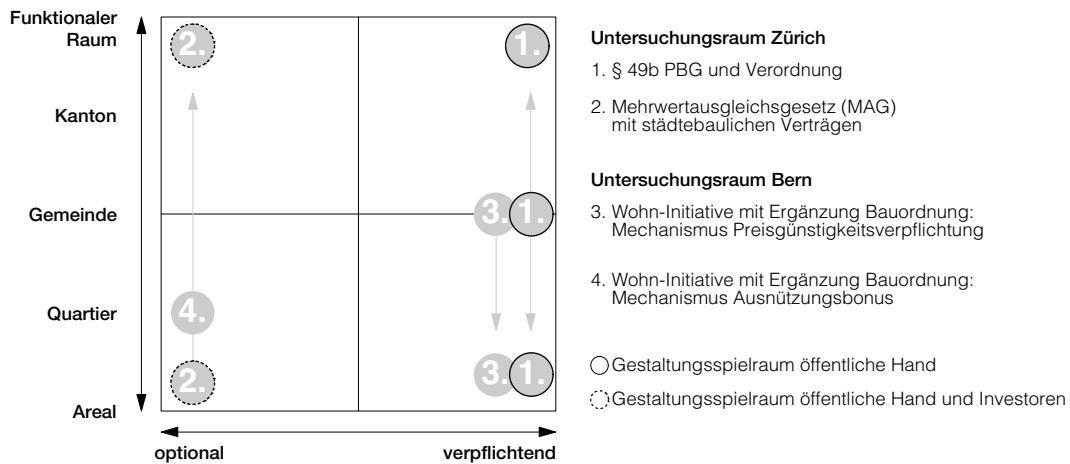 Funktionaler
Raum
Kanton
Gemeinde
Quartier
Areal
optional
verpflichtend
2.
1.
3.
1.
4.
2.
3.
1.
Untersuchungsraum Zürich
1. § 49b PBG und Verordnung
2. Mehrwertausgleichsgesetz (MAG)
mit städtebaulichen Verträgen
Untersuchungsraum Bern
3. Wohn-Initiative mit Ergänzung Bauordnung:
Mechanismus Preisgünstigkeitsverpflichtung
4. Wohn-Initiative mit Ergänzung Bauordnung:
Mechanismus Ausnützungsbonus
Gestaltungsspielraum öffentliche Hand
Gestaltungsspielraum öffentliche Hand und Investoren